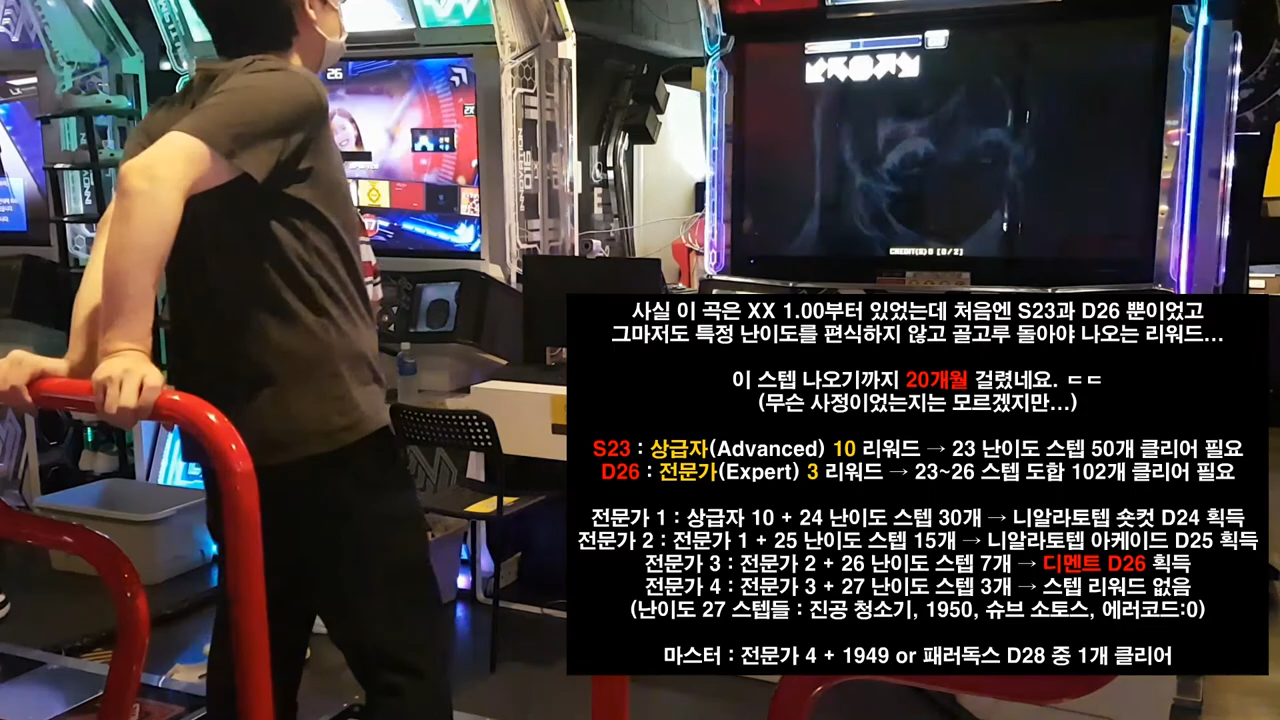 26
CREDIT(S) 0 [0/2]
사실 이 곡은 XX 1.00부터 있었는데 처음엔 S23과 D26 뿐이었고
그마저도 특정 난이도를 편식하지 않고 골고루 돌아야 나오는 리워드...
이 스텝 나오기까지 20개월 걸렸네요. ㄷㄷ
(무슨 사정이었는지는 모르겠지만...)
S23 : 상급자(Advanced) 10 리워드 → 23 난이도 스텝 50개 클리어 필요
D26 : 전문가(Expert) 3 리워드 → 23~26 스텝 도합 102개 클리어 필요
전문가 1 : 상급자 10 + 24 난이도 스텝 30개 → 니알라토텝 숏컷 D24 획득
전문가 2 : 전문가 1 + 25 난이도 스텝 15개 → 니알라토텝 아케이드 D25 획득
전문가 3 : 전문가 2 + 26 난이도 스텝 7개 → 디멘트 D26 획득
전문가 4 : 전문가 3 + 27 난이도 스텝 3개 → 스텝 리워드 없음
(난이도 27 스텝들 : 진공 청소기, 1950, 슈브 소토스, 에러코드:0)
마스터 : 전문가 4 + 1949 or 패러독스 D28 중 1개 클리어